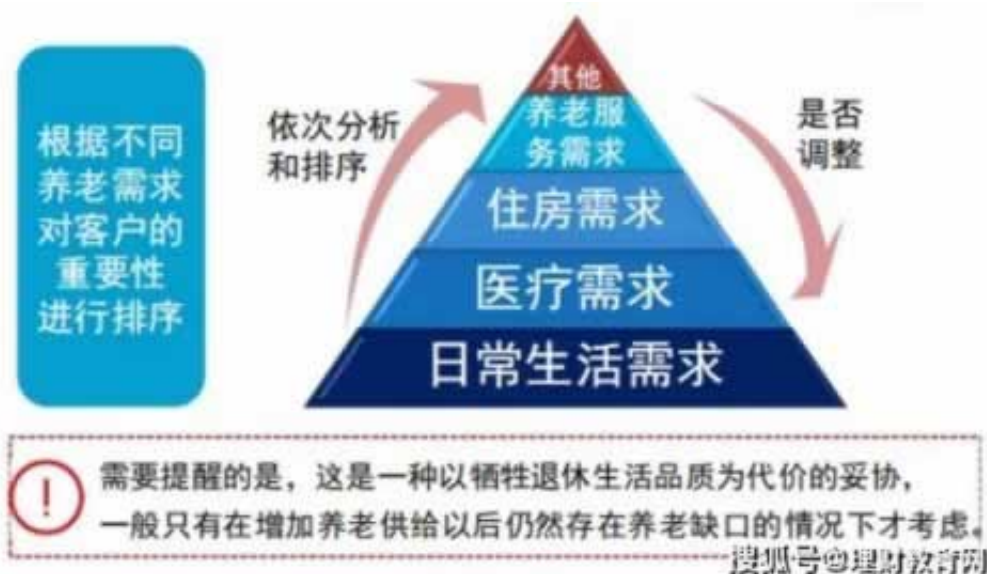 根据不同
养老需求
对客户的
重要性
进行排序
依次分析
和排序
其他
养老服
务需求
住房需求
医疗需求
日常生活需求
是否
调整
! 需要提醒的是，这是一种以牺牲退休生活品质为代价的妥协，
一般只有在增加养老供给以后仍然存在养老缺口的情况下才考虑。
搜狐号@理财教育网